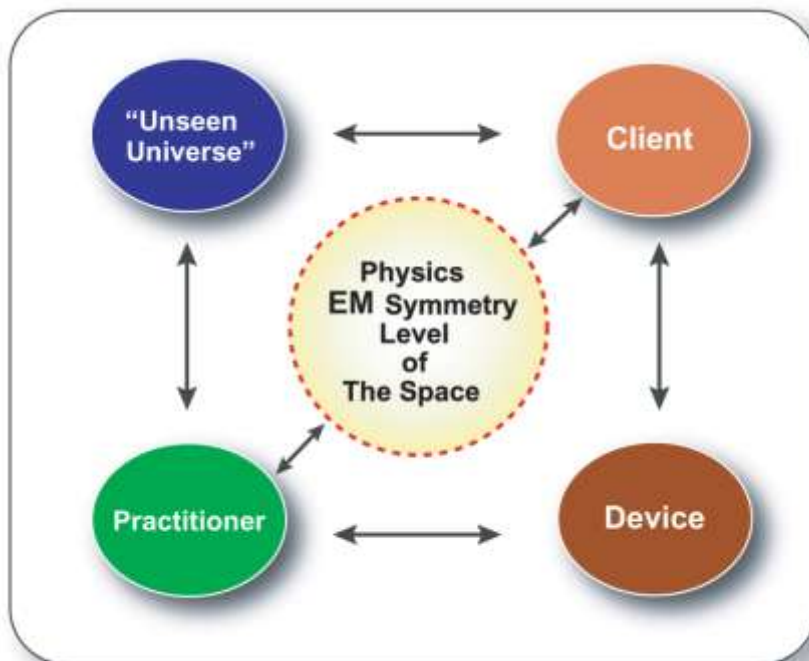 “Unseen
Universe”
Client
Physics
EM Symmetry
Level
of
The Space
Practitioner
Device